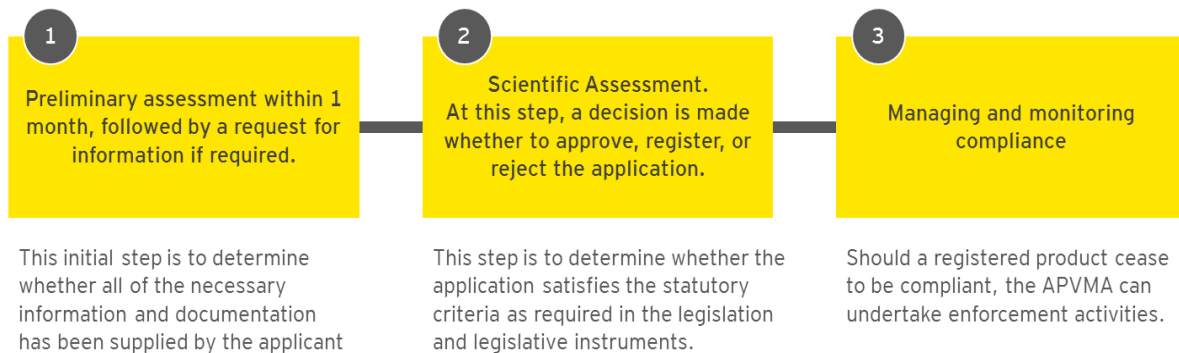 1
Preliminary assessment within 1
month, followed by a request for
information if required.
This initial step is to determine
whether all of the necessary
information and documentation
has been supplied by the applicant
2
Scientific Assessment.
At this step, a decision is made
whether to approve, register, or
reject the application.
This step is to determine whether the
application satisfies the statutory
criteria as required in the legislation
and legislative instruments.
3
Managing and monitoring
compliance
Should a registered product cease
to be compliant, the APVMA can
undertake enforcement activities.